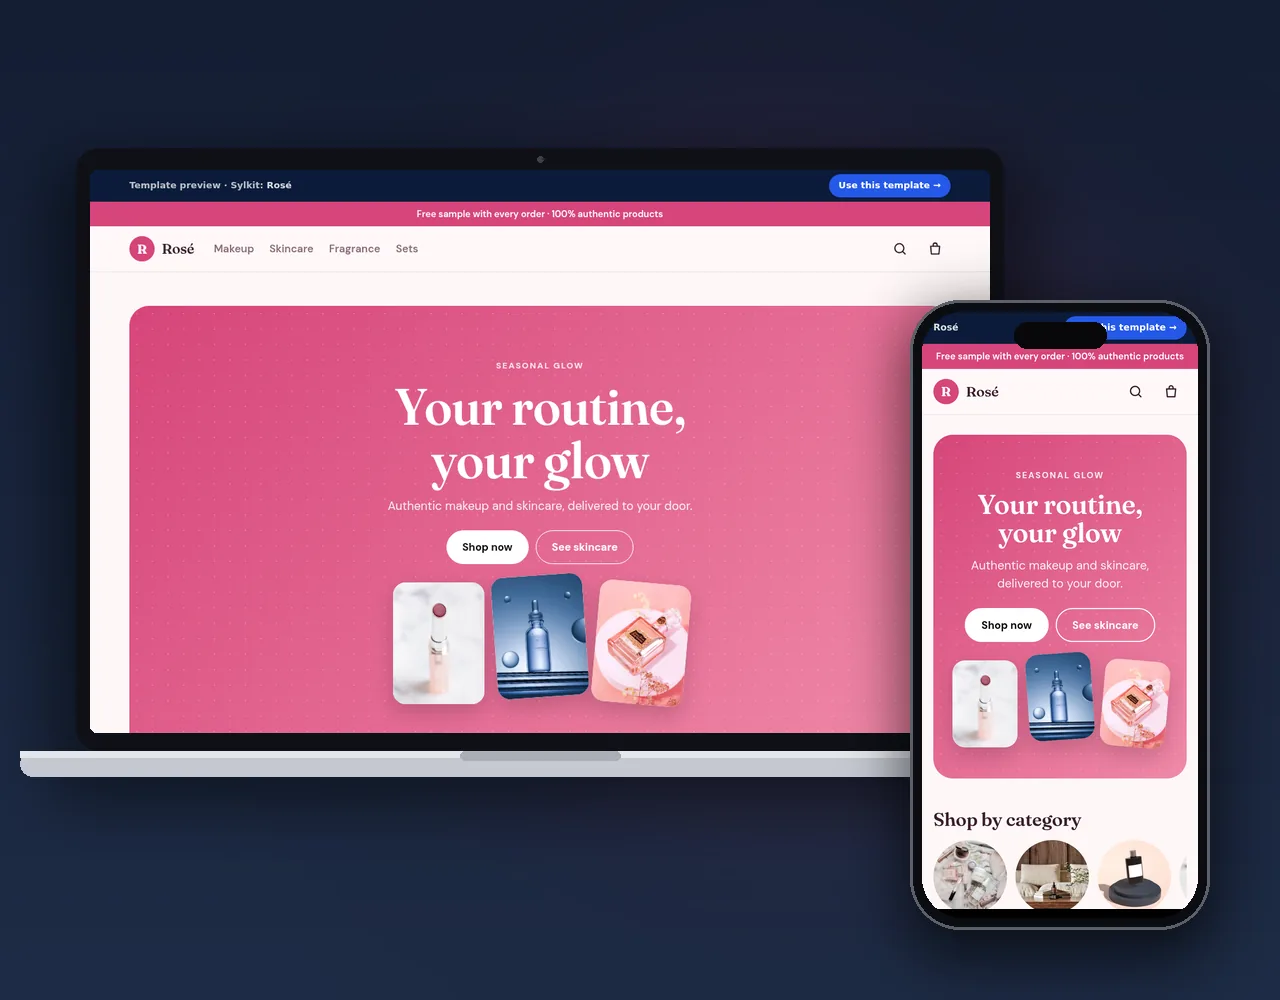 Template preview · Sylkit: Rosé
Use this template →
Free sample with every order · 100% authentic products
R Rosé
Makeup Skincare Fragrance Sets
SEASONAL GLOW
Your routine,
your glow
Authentic makeup and skincare, delivered to your door.
Shop now
See skincare
Rosé
this template →
Free sample with every order · 100% authentic products
R Rosé
SEASONAL GLOW
Your routine,
your glow
Authentic makeup and skincare,
delivered to your door.
Shop now
See skincare
Shop by category